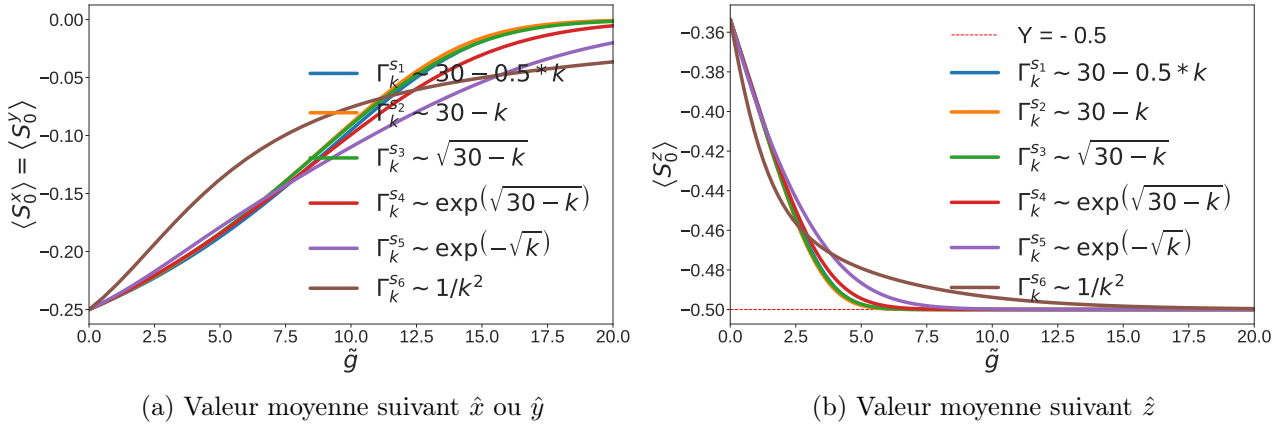 0.00
−0.05
−0.10
−0.15
−0.20
−0.25
⟨S₀ˣ⟩ = ⟨S₀ʸ⟩
Γₖ^{s₁} ~ 30 − 0.5 * k
Γₖ^{s₂} ~ 30 − k
Γₖ^{s₃} ~ √(30 − k)
Γₖ^{s₄} ~ exp(√(30 − k))
Γₖ^{s₅} ~ exp(−√k)
Γₖ^{s₆} ~ 1/k²
0.0 2.5 5.0 7.5 10.0 12.5 15.0 17.5 20.0
g̃
(a) Valeur moyenne suivant x̂ ou ŷ
−0.36
−0.38
−0.40
−0.42
−0.44
−0.46
−0.48
−0.50
⟨S₀ᶻ⟩
Y = - 0.5
Γₖ^{s₁} ~ 30 − 0.5 * k
Γₖ^{s₂} ~ 30 − k
Γₖ^{s₃} ~ √(30 − k)
Γₖ^{s₄} ~ exp(√(30 − k))
Γₖ^{s₅} ~ exp(−√k)
Γₖ^{s₆} ~ 1/k²
0.0 2.5 5.0 7.5 10.0 12.5 15.0 17.5 20.0
g̃
(b) Valeur moyenne suivant ẑ